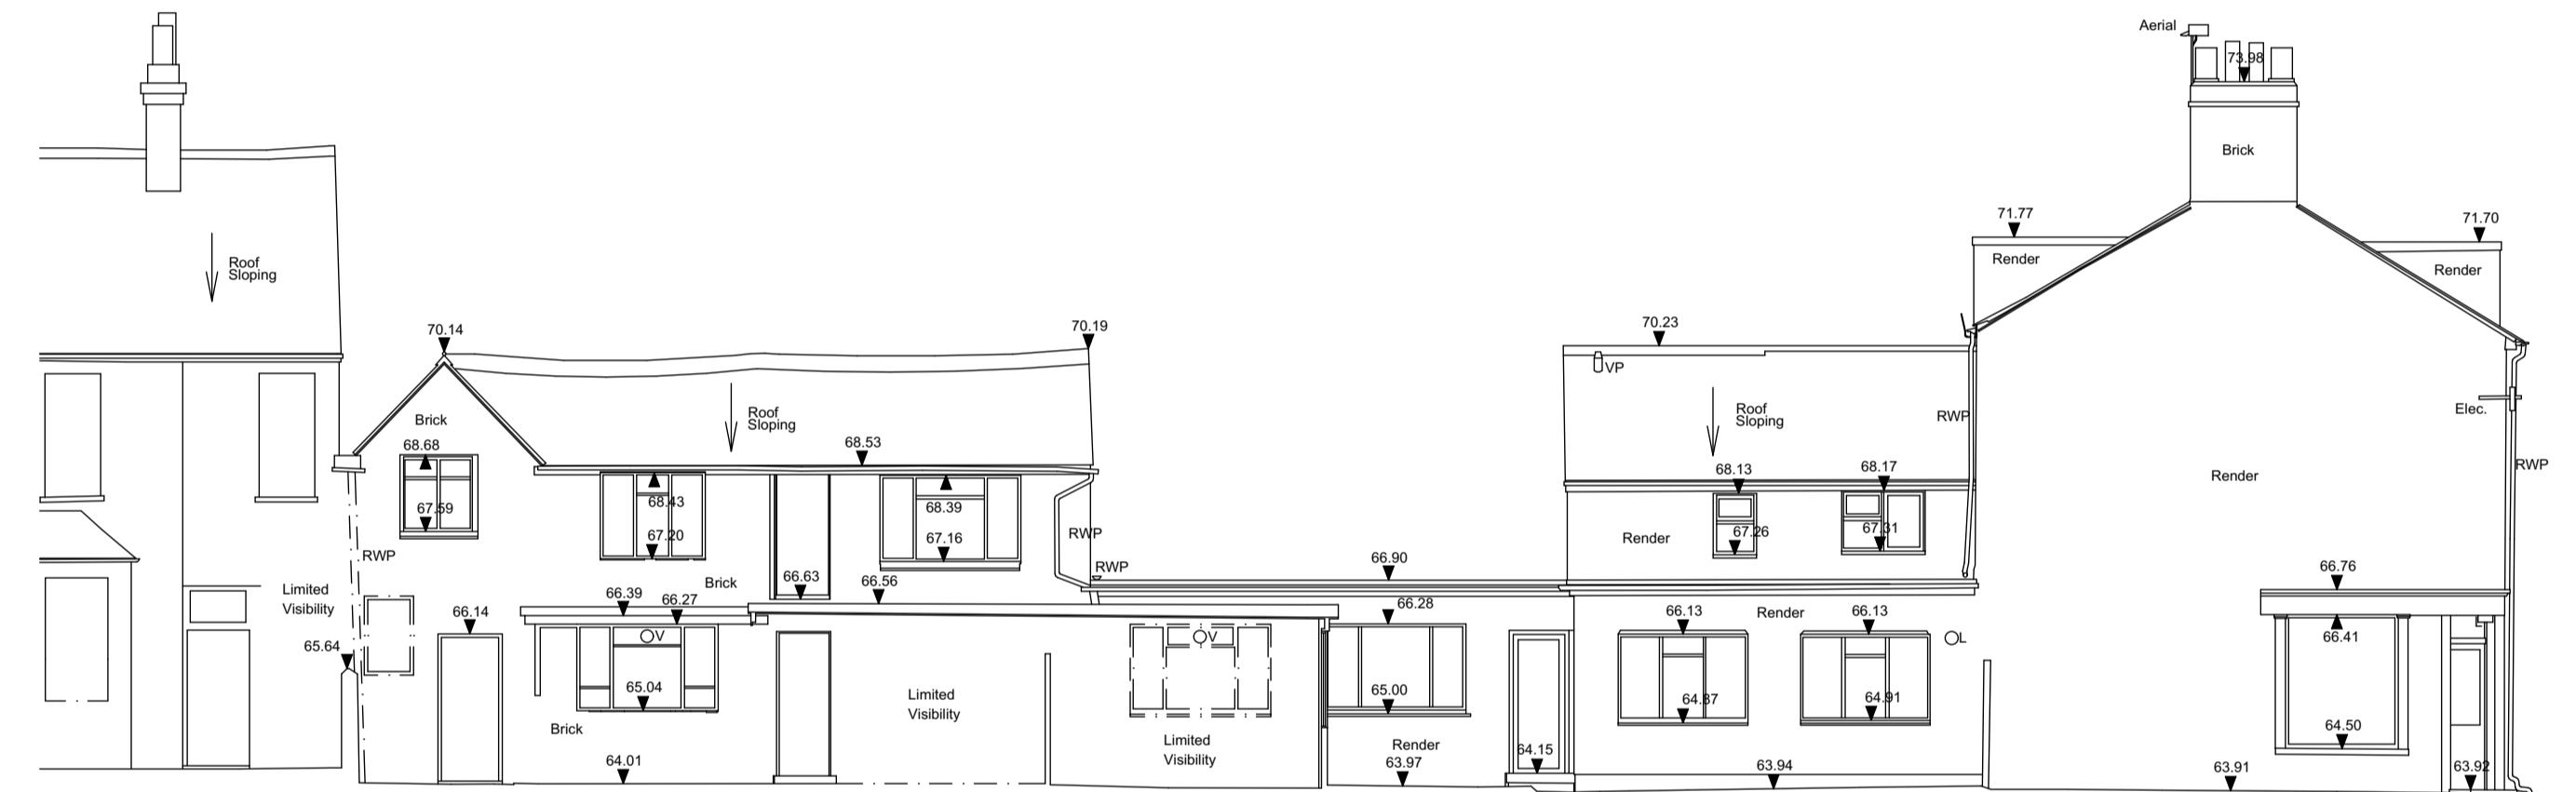 Aerial
73.98
Brick
71.77
71.70
Render
Render
Roof
Sloping
70.14
70.19
70.23
VP
Brick
Roof
Sloping
Roof
Sloping
RWP
Elec.
68.68
68.53
68.13
68.17
RWP
Render
67.59
68.43
68.39
67.20
67.16
RWP
Render
67.26
67.31
RWP
RWP
66.90
66.76
Limited
Visibility
Brick
66.63
66.56
66.39
66.27
66.28
66.14
66.13
Render
66.13
65.64
V
V
L
66.41
65.04
Limited
Visibility
65.00
64.87
64.91
Brick
Limited
Visibility
Render
64.50
64.15
64.01
63.97
63.94
63.91
63.92